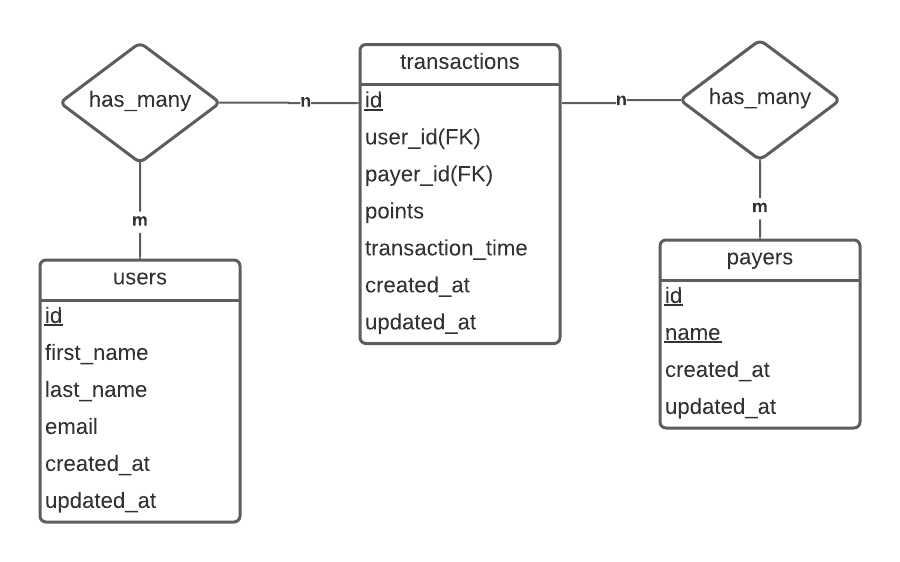 has_many
n
m
users
id
first_name
last_name
email
created_at
updated_at
transactions
id
user_id(FK)
payer_id(FK)
points
transaction_time
created_at
updated_at
n
has_many
m
payers
id
name
created_at
updated_at